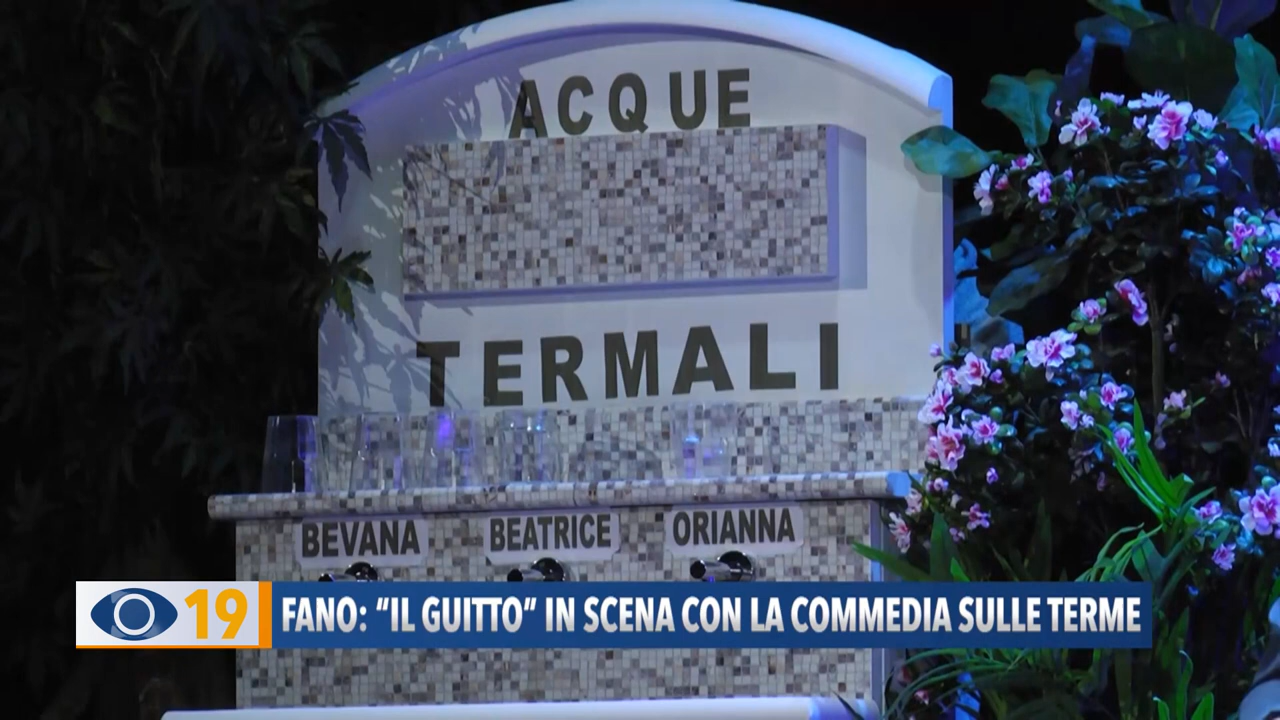 ACQUE
TERMALI
BEVANA
BEATRICE
ORIANNA
19
FANO: “IL GUITTO” IN SCENA CON LA COMMEDIA SULLE TERME